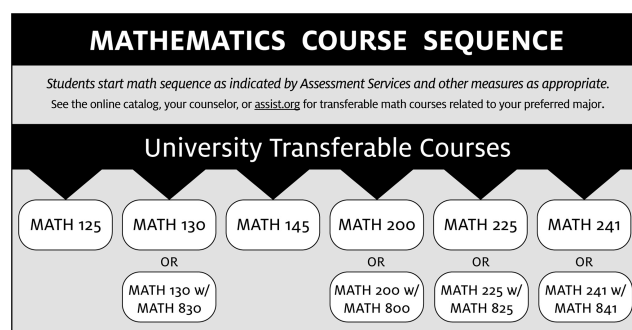 MATHEMATICS COURSE SEQUENCE
Students start math sequence as indicated by Assessment Services and other measures as appropriate.
See the online catalog, your counselor, or assist.org for transferable math courses related to your preferred major.
University Transferable Courses
MATH 125
MATH 130
MATH 145
MATH 200
MATH 225
MATH 241
OR
OR
OR
OR
MATH 130 w/
MATH 830
MATH 200 w/
MATH 800
MATH 225 w/
MATH 825
MATH 241 w/
MATH 841